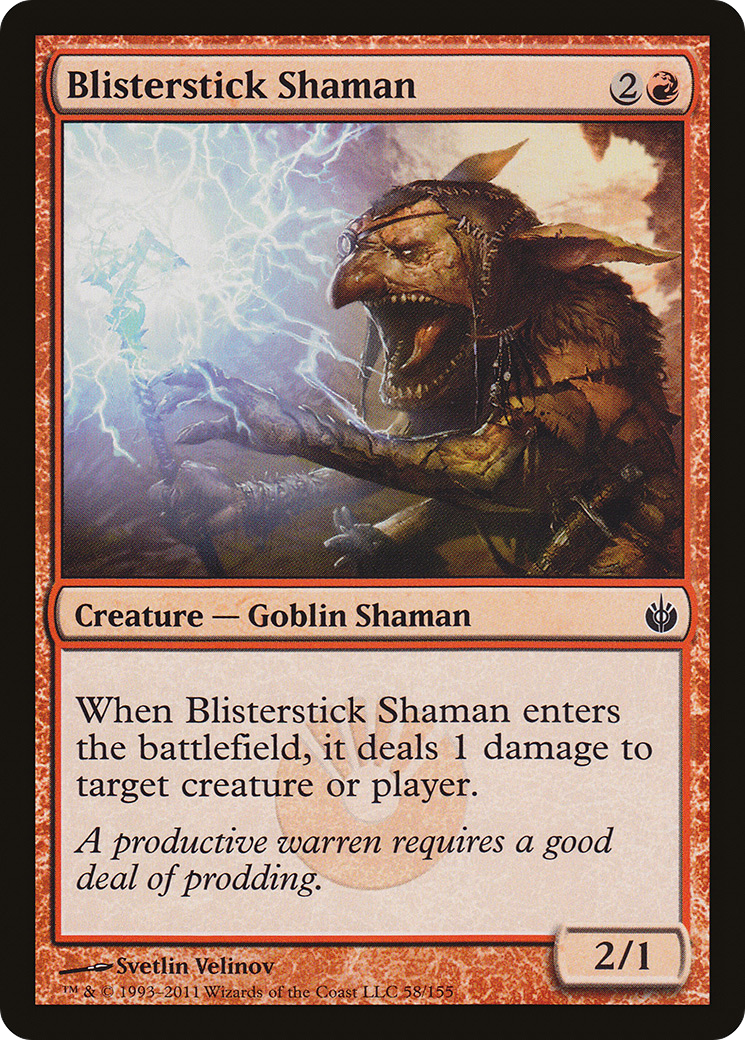 Blisterstick Shaman 2
Creature — Goblin Shaman
When Blisterstick Shaman enters
the battlefield, it deals 1 damage to
target creature or player.
A productive warren requires a good
deal of prodding.
2/1
Svetlin Velinov
™ & © 1993–2011 Wizards of the Coast LLC 58/155